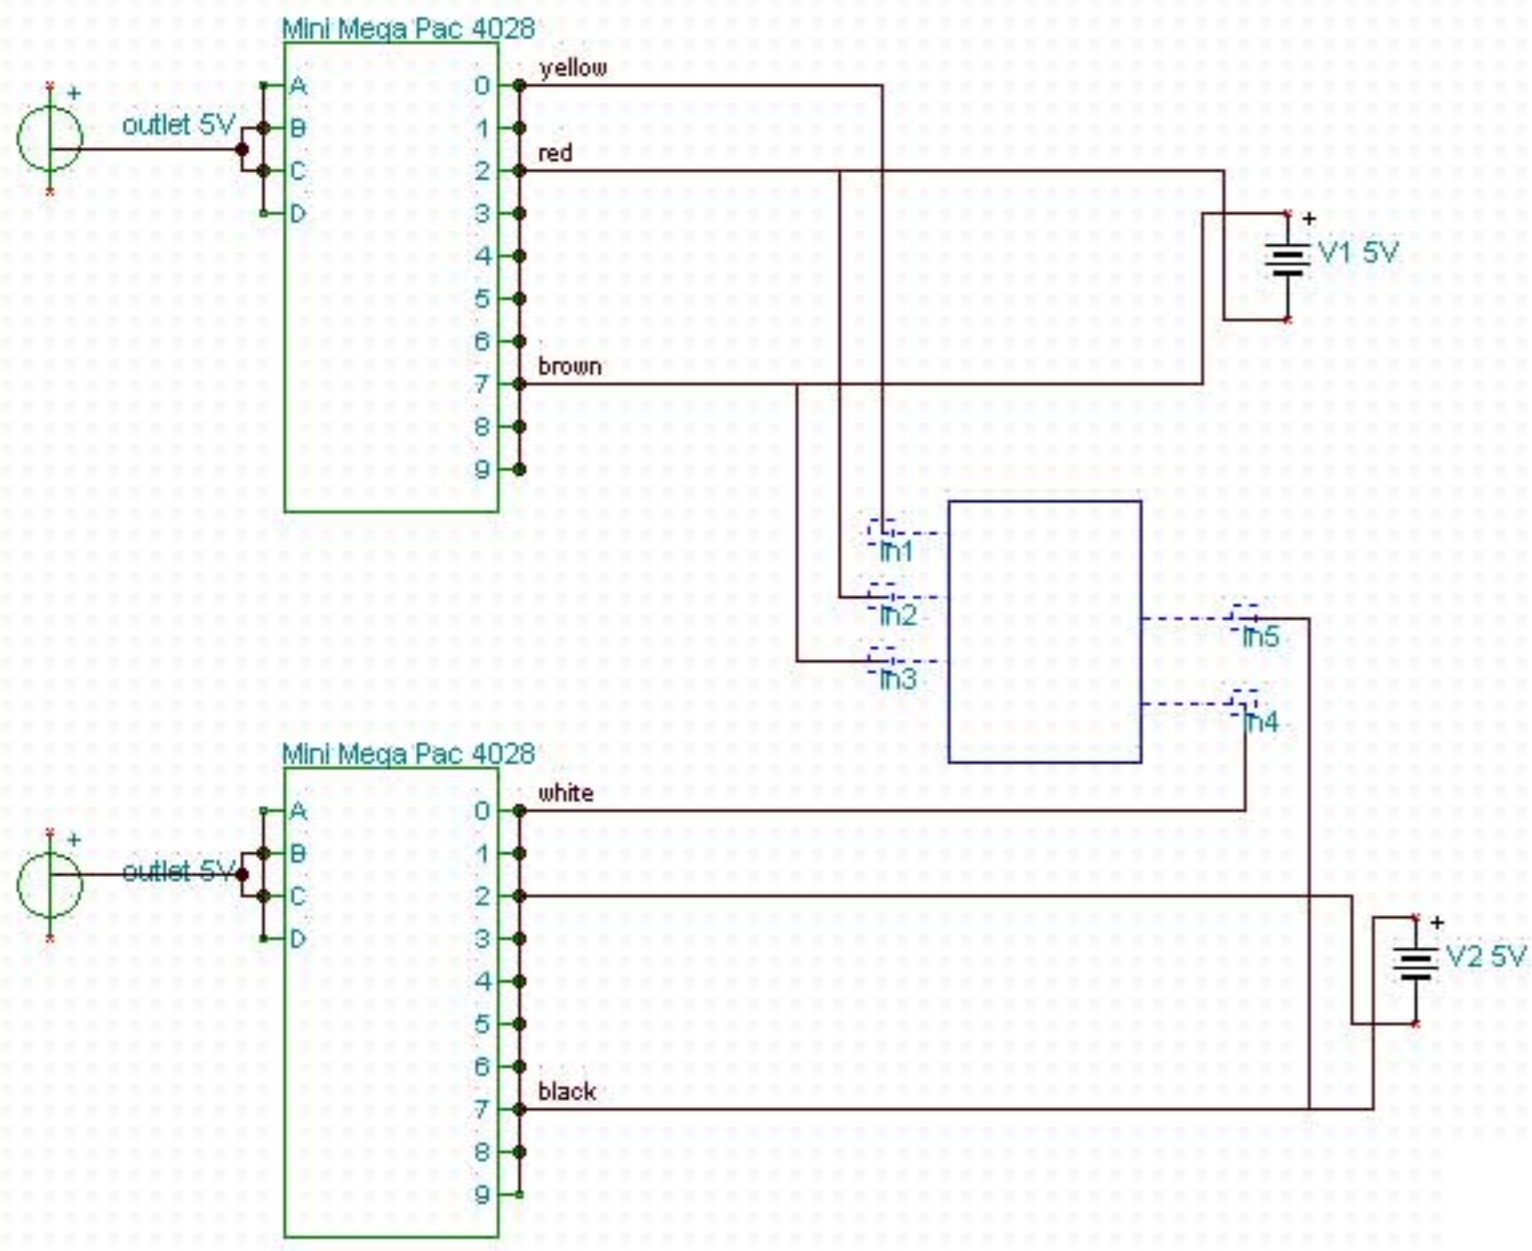 Mini Mega Pac 4028
yellow
A 0
+
outlet 5V B 1
red
C 2
D 3
+
V1 5V
4
5
6
brown
7
8
9
In1
In2
In5
In3
In4
Mini Mega Pac 4028
white
A 0
+
B 1
outlet 5V
C 2
+
D 3
V2 5V
4
5
6
black
7
8
9